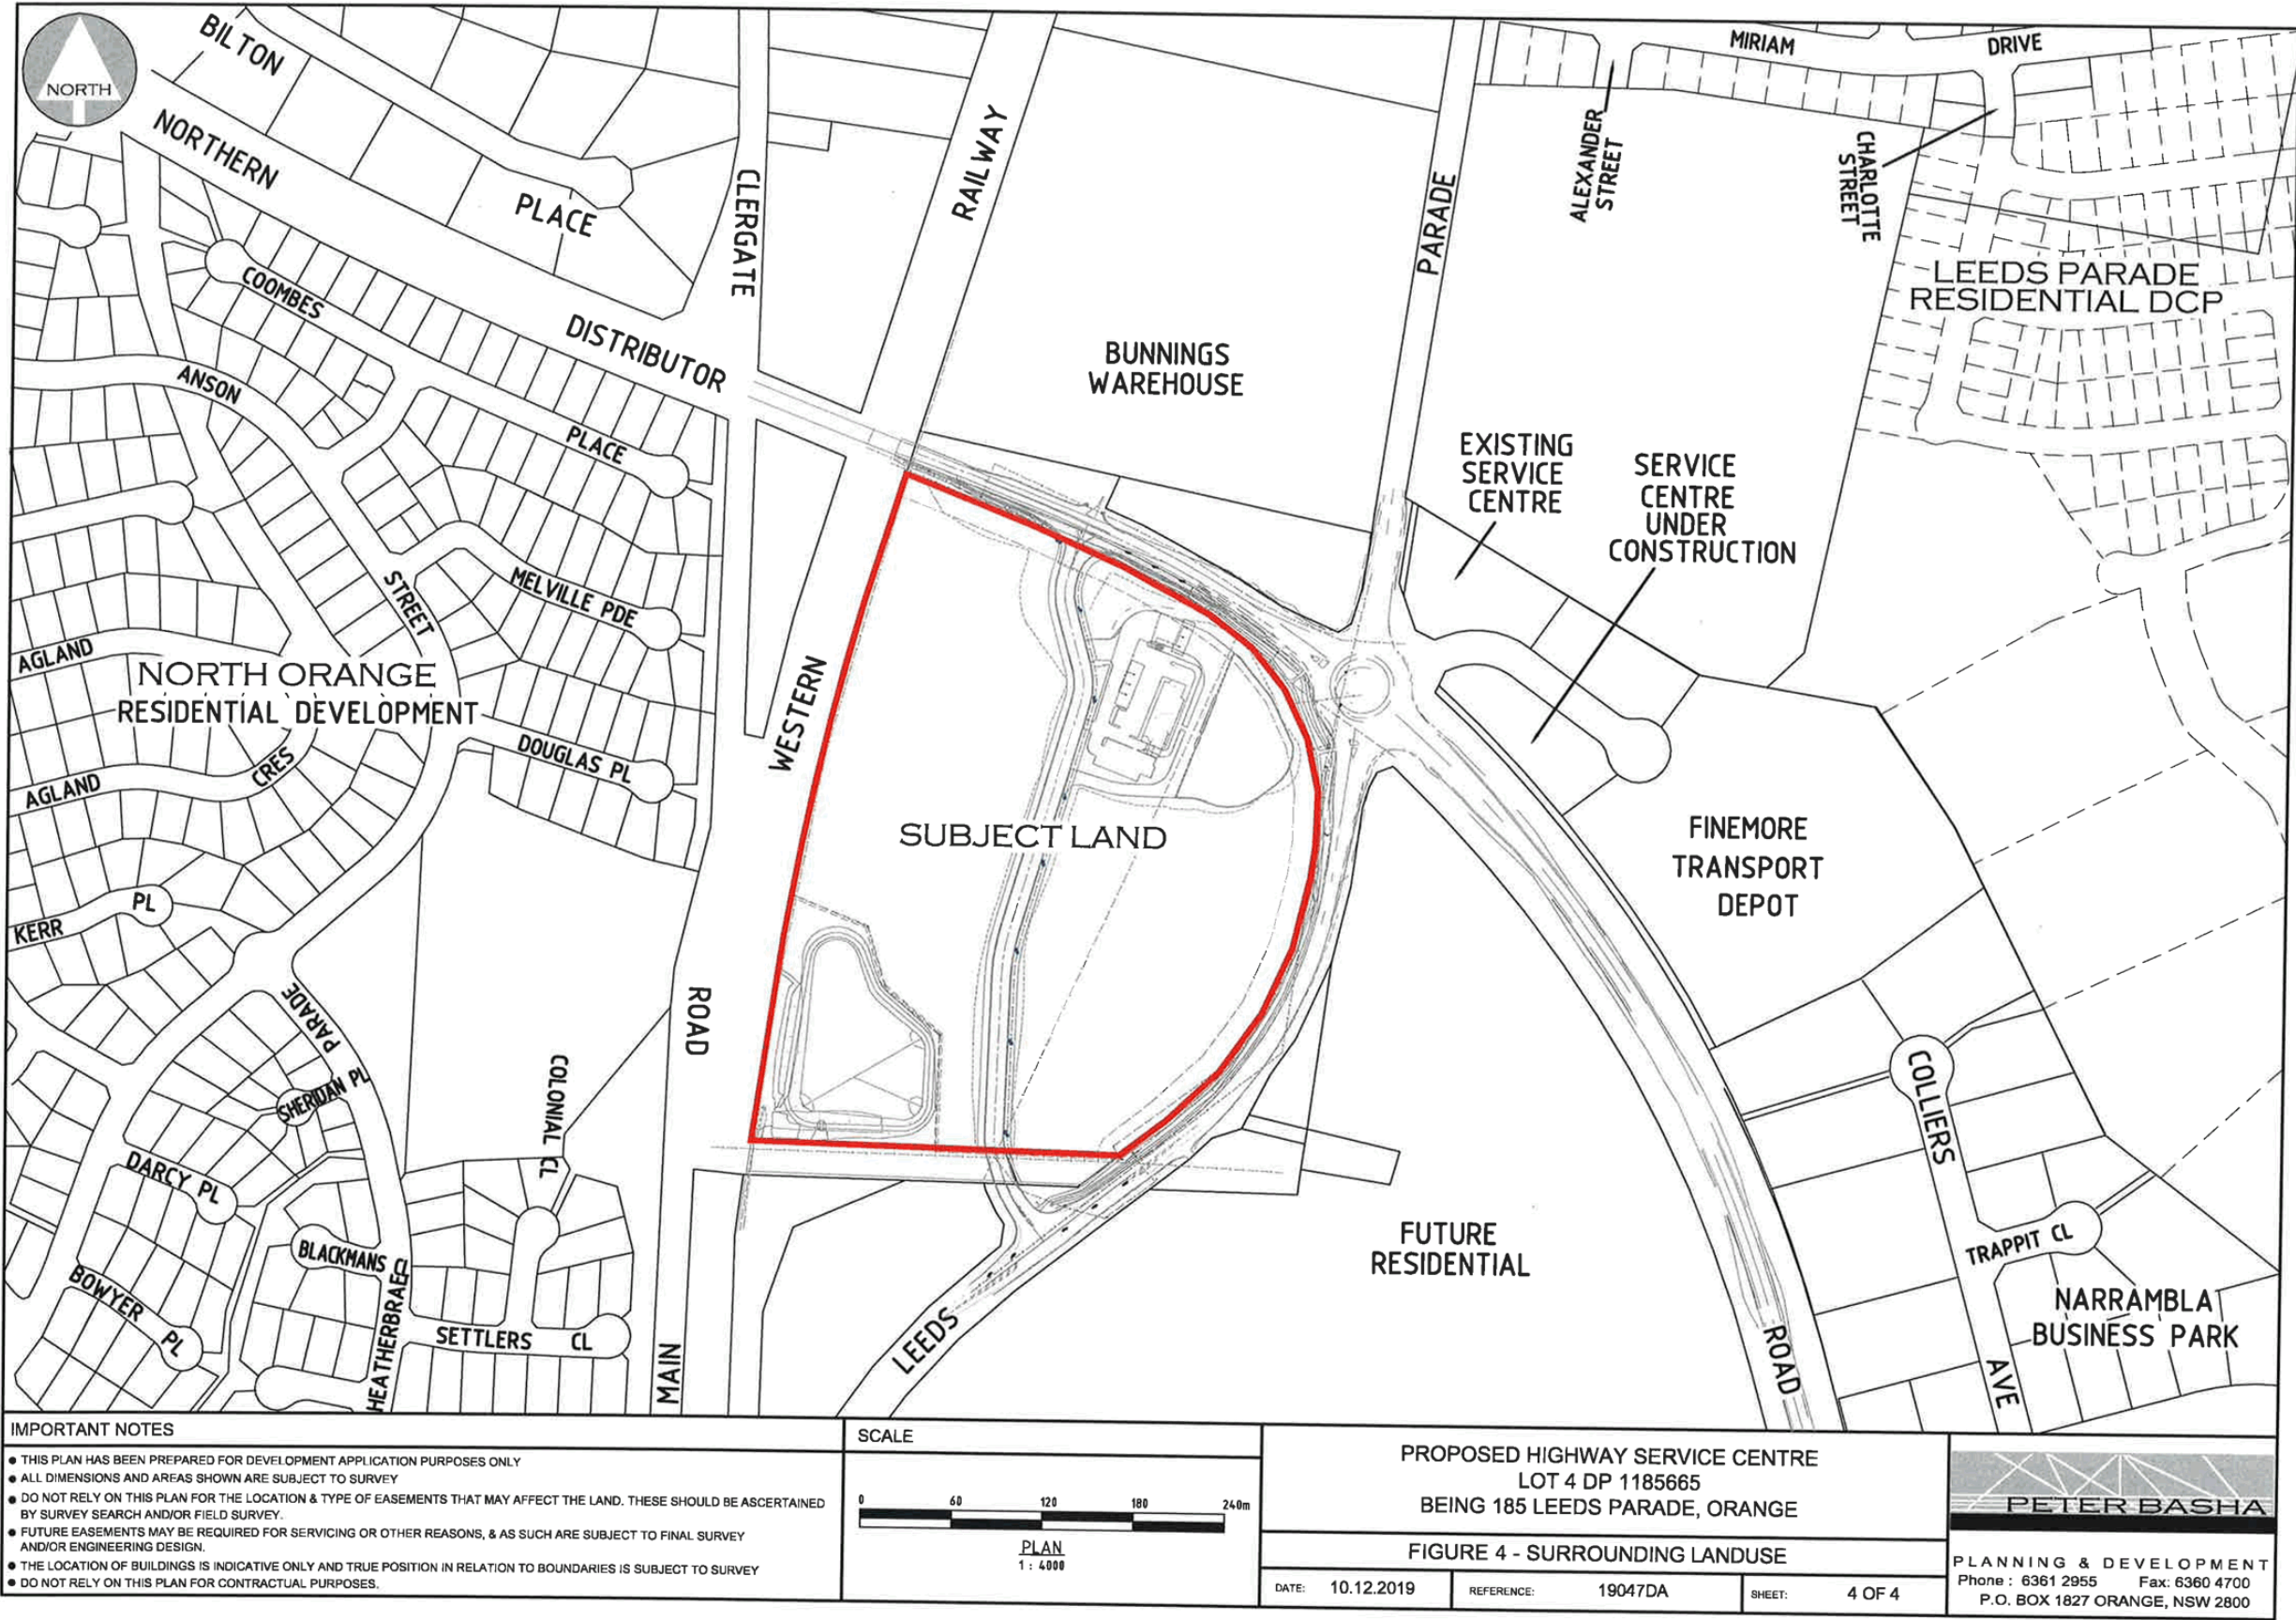 NORTH
BILTON
PLACE
NORTHERN
DISTRIBUTOR
CLERGATE
ROAD
RAILWAY
PARADE
MIRIAM
DRIVE
ALEXANDER
STREET
CHARLOTTE
STREET
LEEDS PARADE
RESIDENTIAL DCP
COOMBES
PLACE
ANSON
STREET
BUNNINGS
WAREHOUSE
EXISTING
SERVICE
CENTRE
SERVICE
CENTRE
UNDER
CONSTRUCTION
MELVILLE PDE
AGLAND
NORTH ORANGE
RESIDENTIAL DEVELOPMENT
DOUGLAS PL
WESTERN
AGLAND
CRES
SUBJECT LAND
FINEMORE
TRANSPORT
DEPOT
KERR
PL
PARADE
SHERIDAN PL
COLONIAL CL
COLLIERS
AVE
DARCY PL
BLACKMANS CL
BOWYER PL
HEATHERBRAE
SETTLERS CL
MAIN
LEEDS
FUTURE
RESIDENTIAL
ROAD
TRAPPIT CL
NARRAMBLA
BUSINESS PARK
IMPORTANT NOTES
● THIS PLAN HAS BEEN PREPARED FOR DEVELOPMENT APPLICATION PURPOSES ONLY
● ALL DIMENSIONS AND AREAS SHOWN ARE SUBJECT TO SURVEY
● DO NOT RELY ON THIS PLAN FOR THE LOCATION & TYPE OF EASEMENTS THAT MAY AFFECT THE LAND. THESE SHOULD BE ASCERTAINED
BY SURVEY SEARCH AND/OR FIELD SURVEY.
● FUTURE EASEMENTS MAY BE REQUIRED FOR SERVICING OR OTHER REASONS, & AS SUCH ARE SUBJECT TO FINAL SURVEY
AND/OR ENGINEERING DESIGN.
● THE LOCATION OF BUILDINGS IS INDICATIVE ONLY AND TRUE POSITION IN RELATION TO BOUNDARIES IS SUBJECT TO SURVEY
● DO NOT RELY ON THIS PLAN FOR CONTRACTUAL PURPOSES.
SCALE
0 60 120 180 240m
PLAN
1 : 4000
PROPOSED HIGHWAY SERVICE CENTRE
LOT 4 DP 1185665
BEING 185 LEEDS PARADE, ORANGE
FIGURE 4 - SURROUNDING LANDUSE
DATE: 10.12.2019
REFERENCE: 19047DA
SHEET: 4 OF 4
PETER BASHA
PLANNING & DEVELOPMENT
Phone : 6361 2955 Fax: 6360 4700
P.O. BOX 1827 ORANGE, NSW 2800